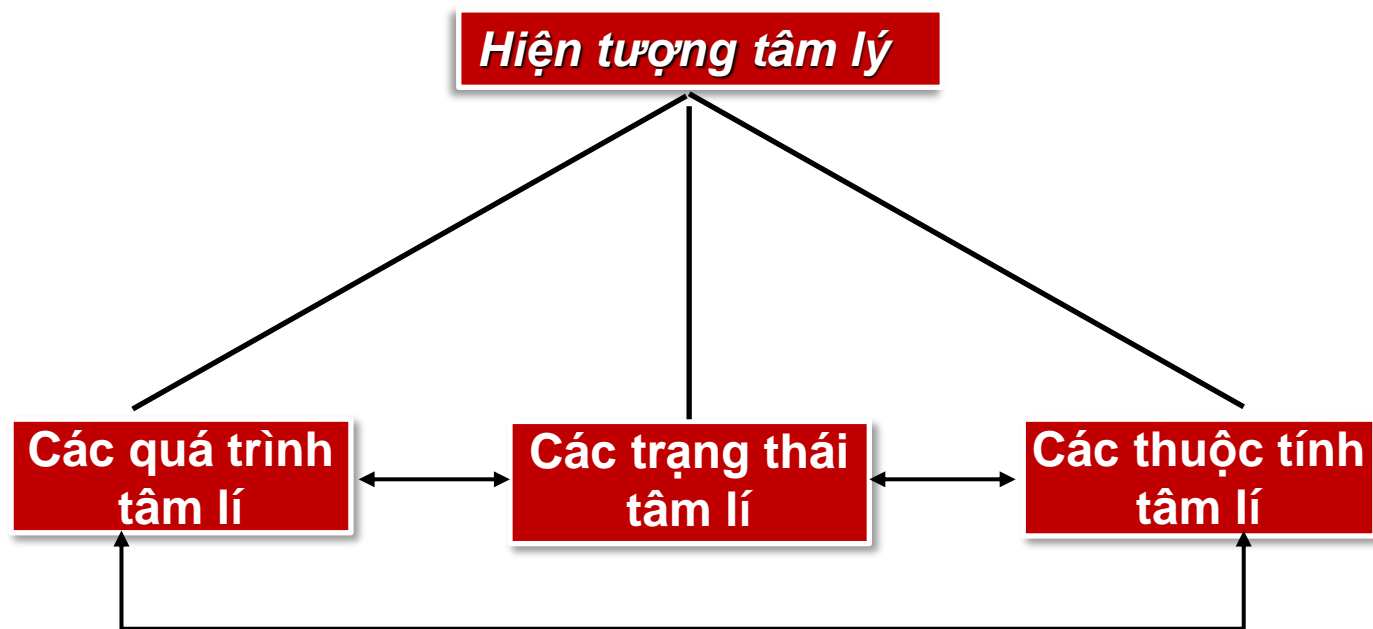 Hiện tượng tâm lý
Các quá trình
tâm lí
Các trạng thái
tâm lí
Các thuộc tính
tâm lí